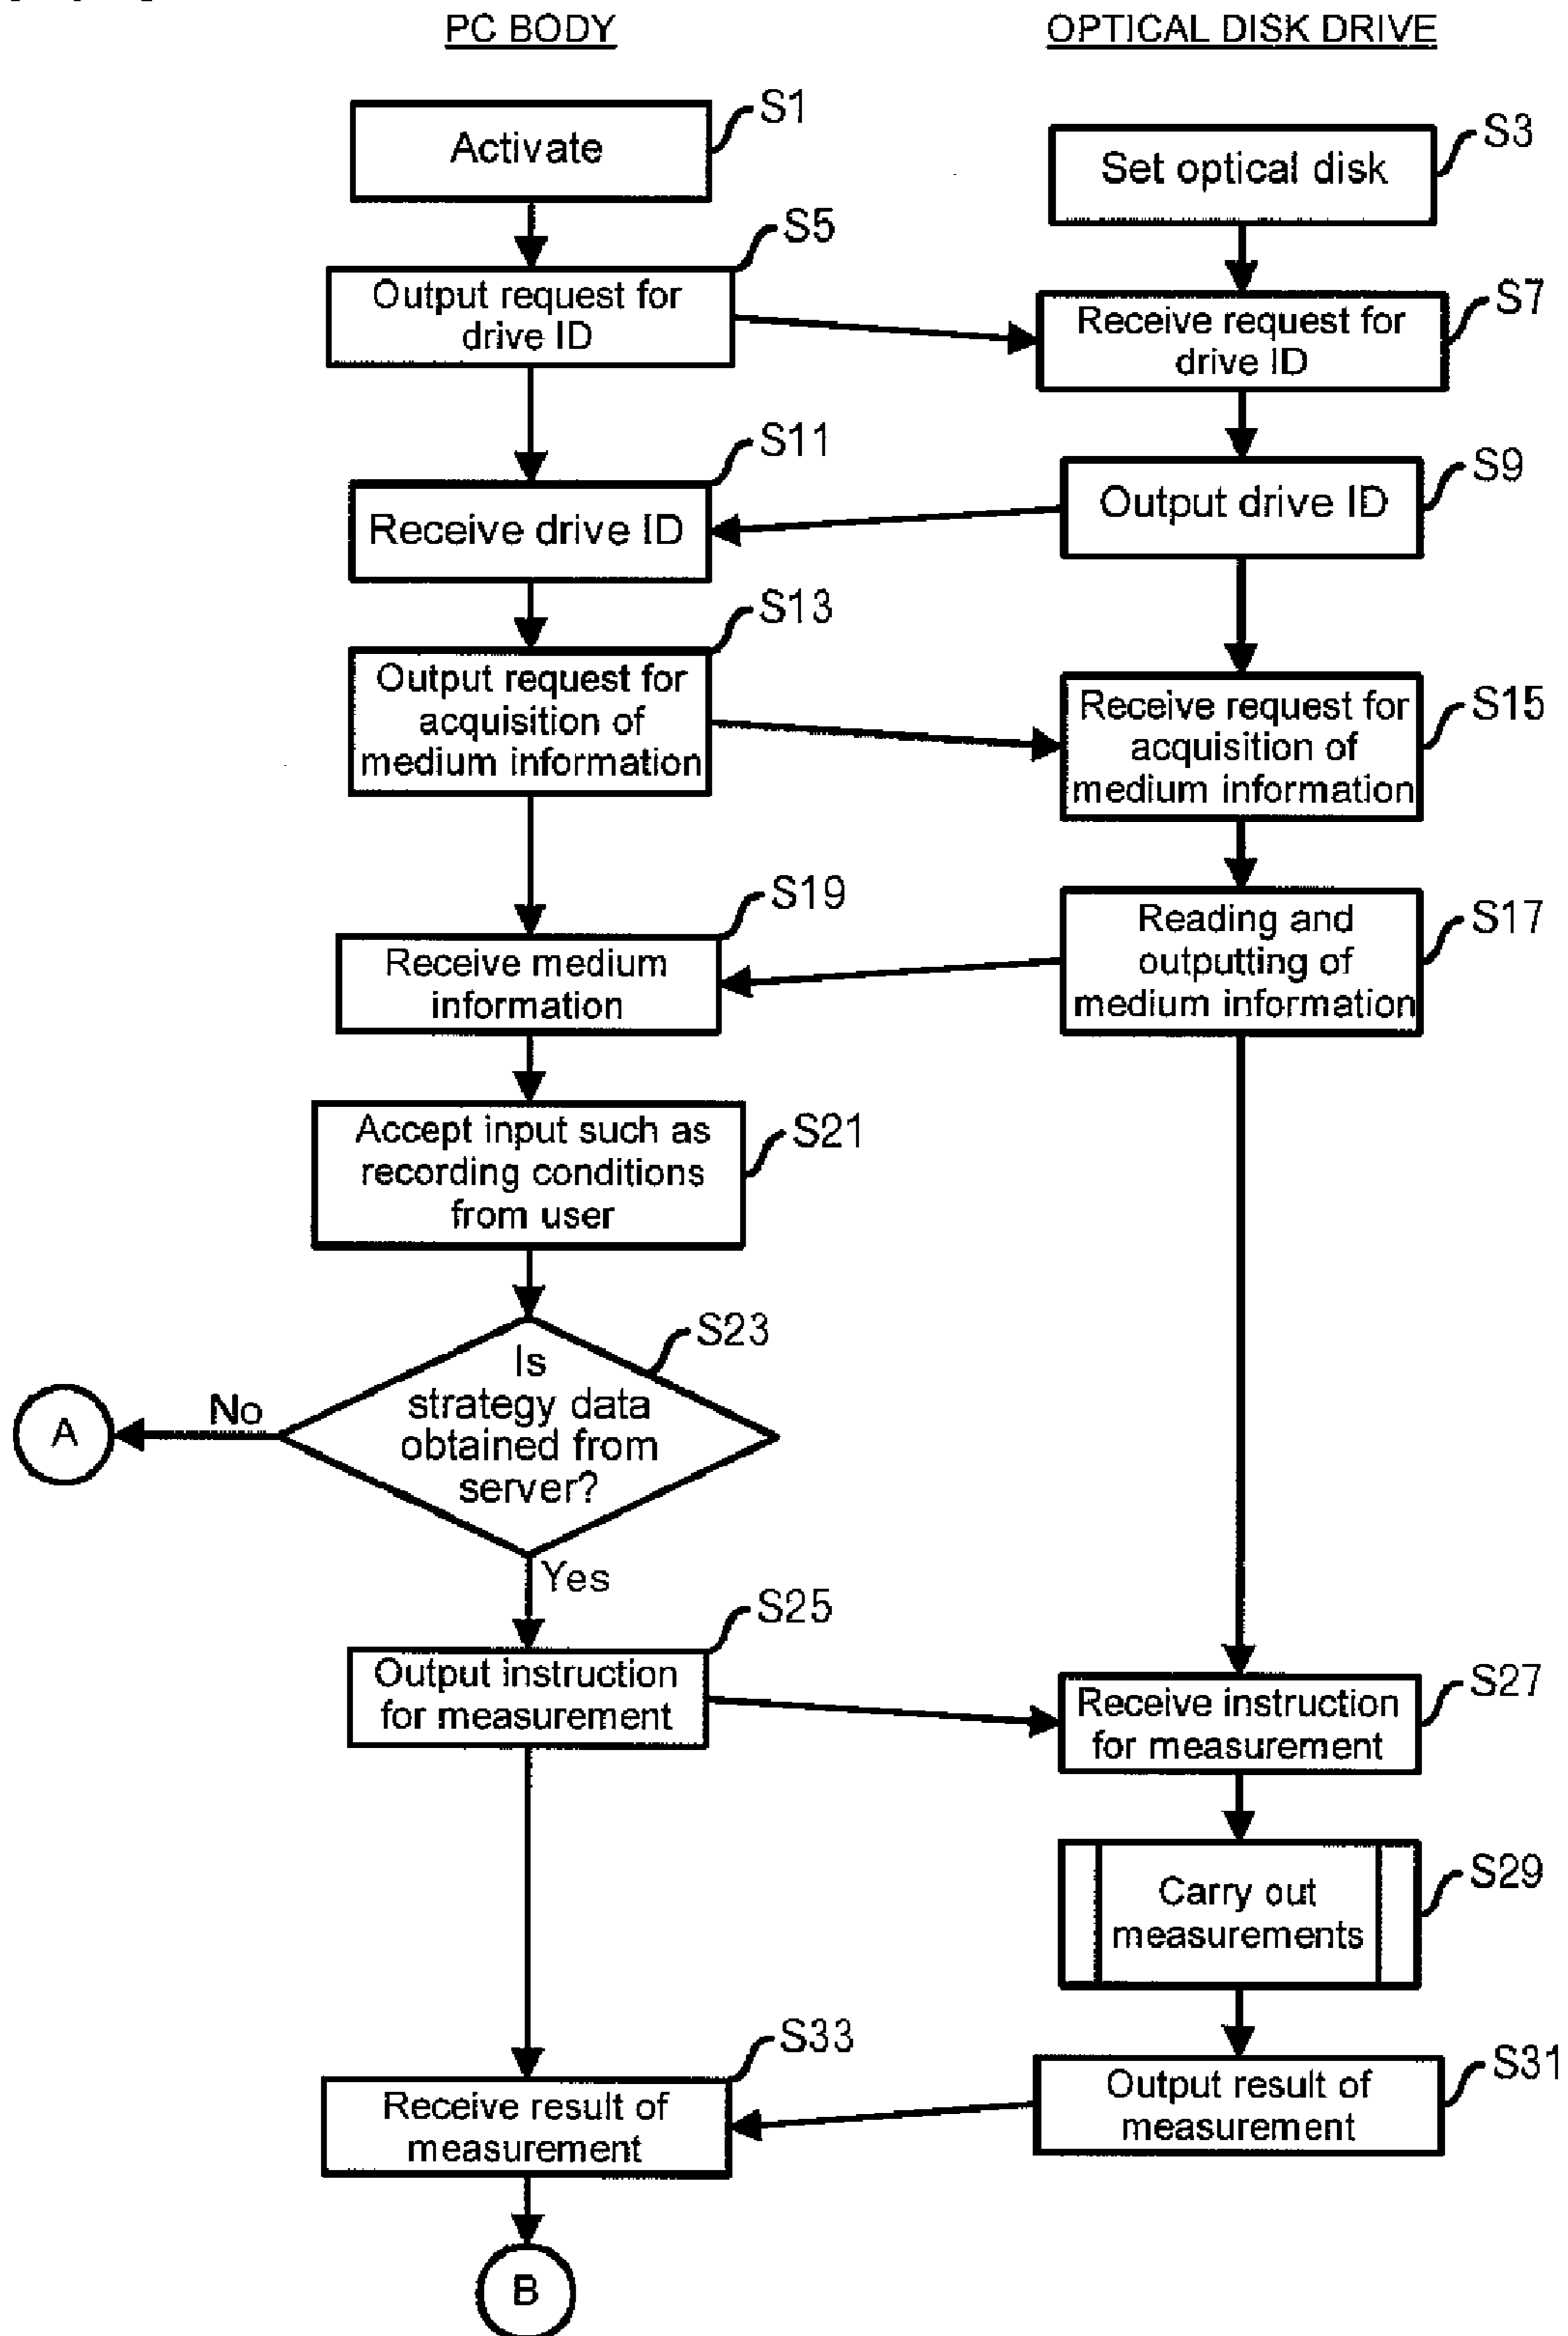 PC BODY
OPTICAL DISK DRIVE
S1
Activate
S3
Set optical disk
S5
Output request for
drive ID
S7
Receive request for
drive ID
S11
Receive drive ID
S9
Output drive ID
S13
Output request for
acquisition of
medium information
S15
Receive request for
acquisition of
medium information
S19
Receive medium
information
S17
Reading and
outputting of
medium information
S21
Accept input such as
recording conditions
from user
S23
Is
strategy data
obtained from
server?
No
A
Yes
S25
Output instruction
for measurement
S27
Receive instruction
for measurement
S29
Carry out
measurements
S33
Receive result of
measurement
S31
Output result of
measurement
B